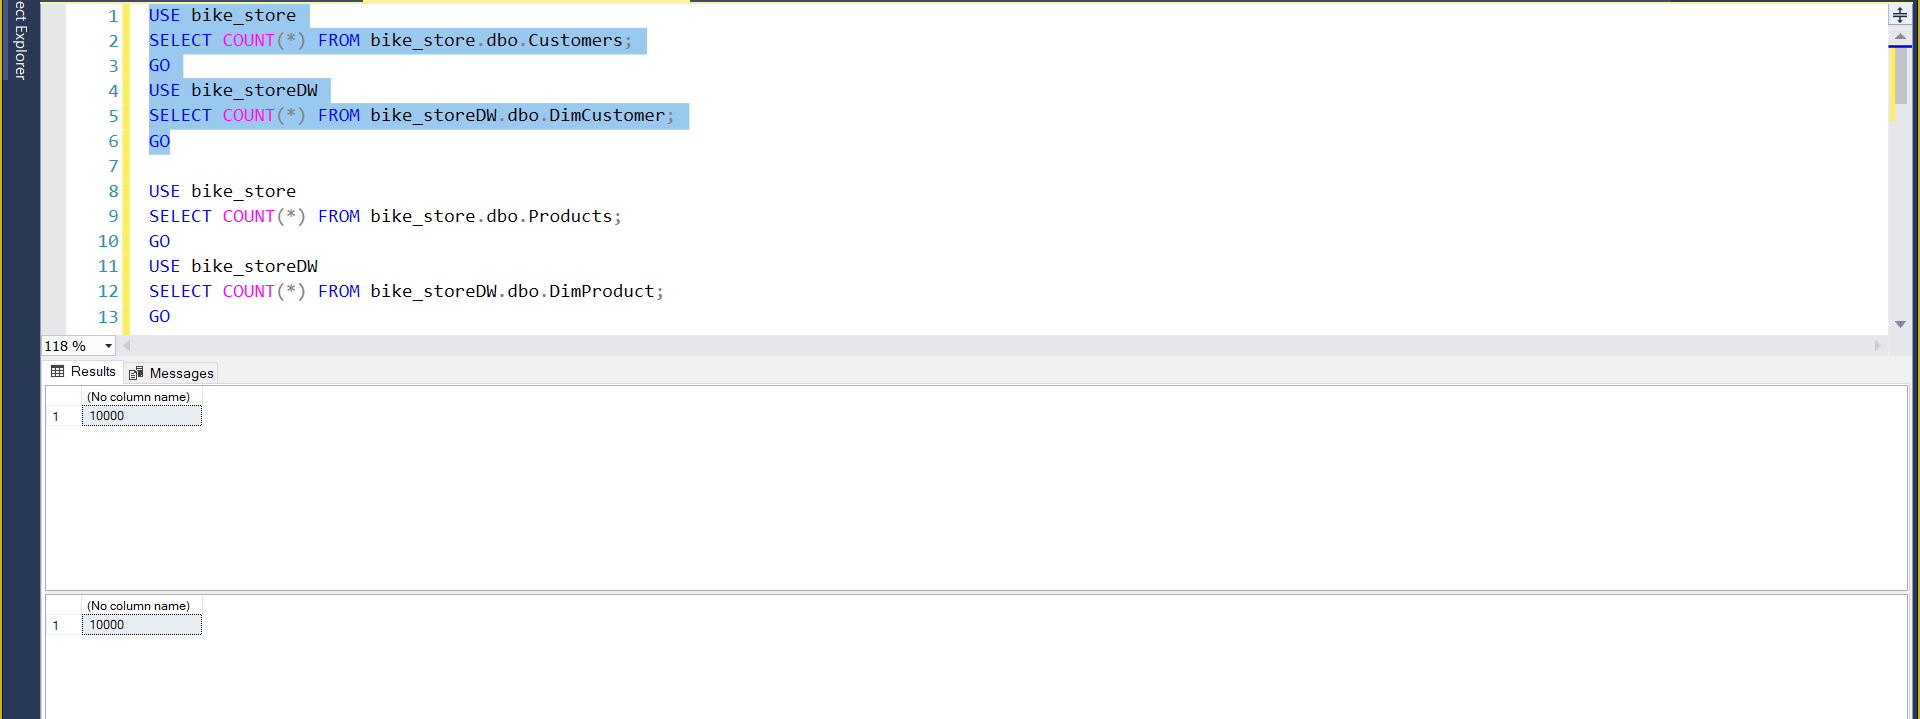 ect Explorer
1 USE bike_store
2 SELECT COUNT(*) FROM bike_store.dbo.Customers;
3 GO
4 USE bike_storeDW
5 SELECT COUNT(*) FROM bike_storeDW.dbo.DimCustomer;
6 GO
7
8 USE bike_store
9 SELECT COUNT(*) FROM bike_store.dbo.Products;
10 GO
11 USE bike_storeDW
12 SELECT COUNT(*) FROM bike_storeDW.dbo.DimProduct;
13 GO
118 %
Results Messages
(No column name)
1 10000
(No column name)
1 10000